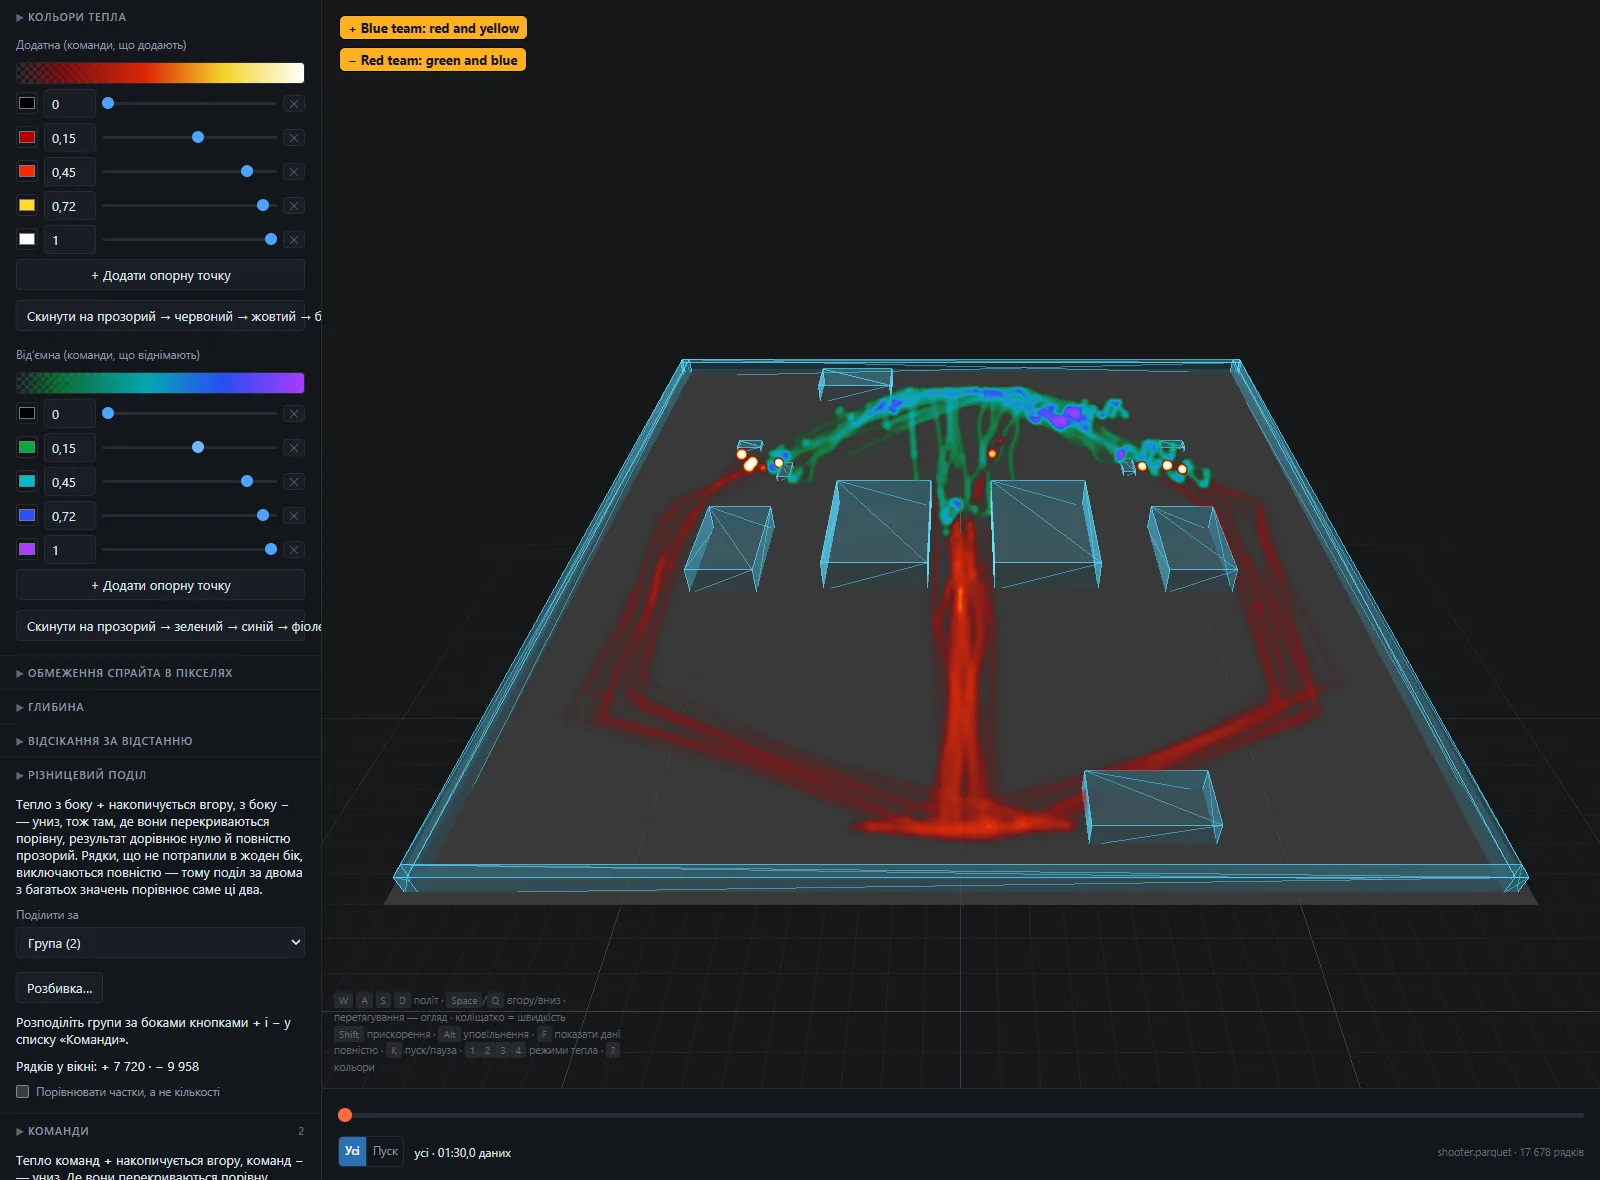 ▶ КОЛЬОРИ ТЕПЛА
Додатна (команди, що додають)
0
0,15
0,45
0,72
1
+ Додати опорну точку
Скинути на прозорий → червоний → жовтий → б
Від'ємна (команди, що віднімають)
0
0,15
0,45
0,72
1
+ Додати опорну точку
Скинути на прозорий → зелений → синій → фіоле
▶ ОБМЕЖЕННЯ СПРАЙТА В ПІКСЕЛЯХ
▶ ГЛИБИНА
▶ ВІДСІКАННЯ ЗА ВІДСТАННЮ
▶ РІЗНИЦЕВИЙ ПОДІЛ
Тепло з боку + накопичується вгору, з боку −
— униз, тож там, де вони перекриваються
порівну, результат дорівнює нулю й повністю
прозорий. Рядки, що не потрапили в жоден бік,
виключаються повністю — тому поділ за двома
з багатьох значень порівнює саме ці два.
Поділити за
Група (2)
Розбивка...
Розподіліть групи за боками кнопками + і − у
списку «Команди».
Рядків у вікні: + 7 720 · − 9 958
Порівнювати частки, а не кількості
▶ КОМАНДИ 2
Тепло команд + накопичується вгору, команд −
— униз. Де вони перекриваються порівну,
+ Blue team: red and yellow
− Red team: green and blue
W A S D політ · Space / Q вгору/вниз ·
перетягування — огляд · коліщатко = швидкість
Shift прискорення · Alt уповільнення · F показати дані
повністю · K пуск/пауза · 1 2 3 4 режими тепла · ?
кольори
Усі Пуск усі · 01:30,0 даних
shooter.parquet · 17 678 рядків